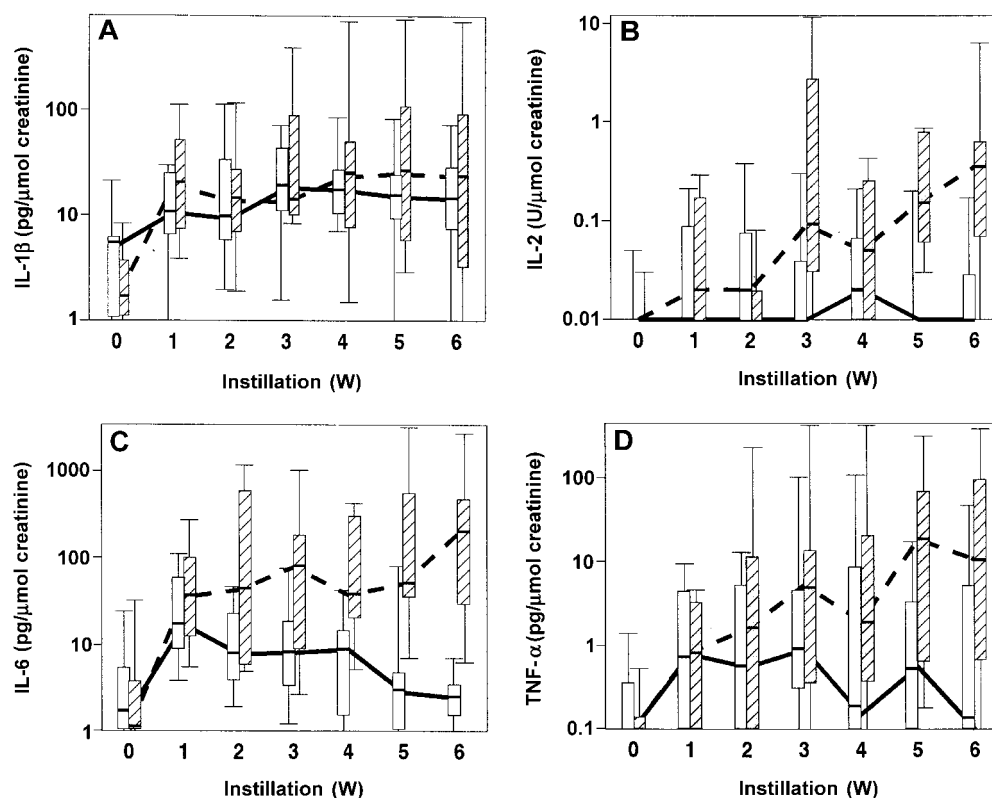 A
IL-1β (pg/μmol creatinine)
100
10
1
0 1 2 3 4 5 6
Instillation (W)
B
IL-2 (U/μmol creatinine)
10
1
0.1
0.01
0 1 2 3 4 5 6
Instillation (W)
C
IL-6 (pg/μmol creatinine)
1000
100
10
1
0 1 2 3 4 5 6
Instillation (W)
D
TNF-α (pg/μmol creatinine)
100
10
1
0.1
0 1 2 3 4 5 6
Instillation (W)